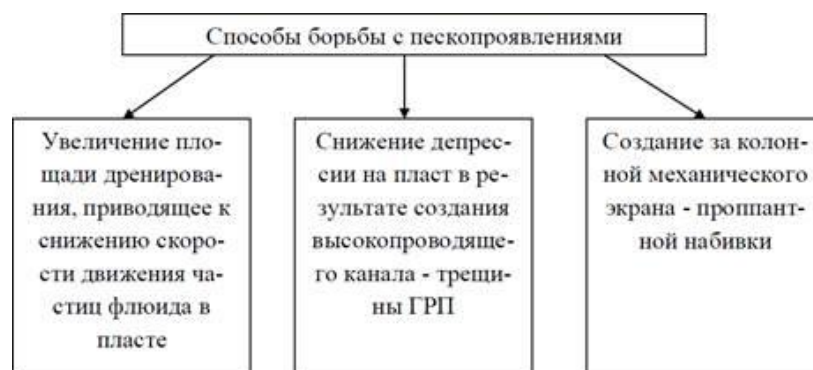 Способы борьбы с пескопроявлениями
Увеличение пло-
щади дренирова-
ния, приводящее к
снижению скоро-
сти движения ча-
стиц флюида в
пласте
Снижение депрес-
сии на пласт в ре-
зультате создания
высокопроводяще-
го канала - трещи-
ны ГРП
Создание за колон-
ной механического
экрана - проппант-
ной набивки